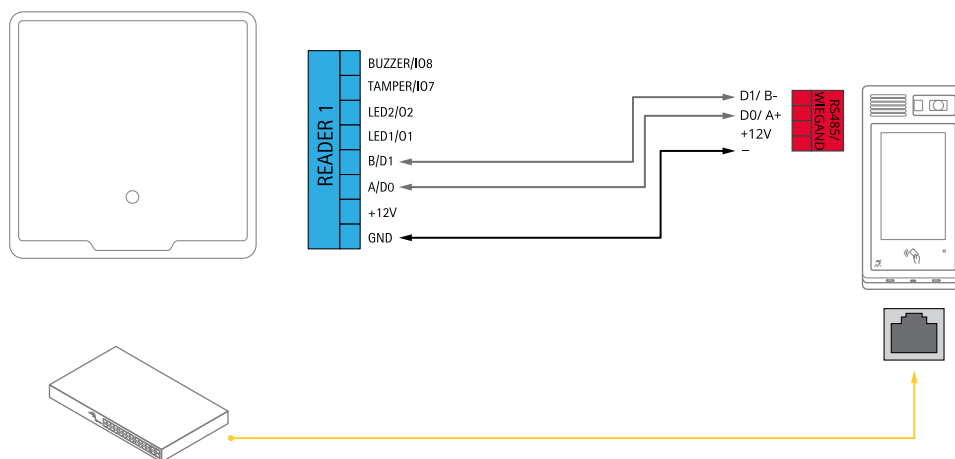 READER 1
BUZZER/IO8
TAMPER/IO7
LED2/O2
LED1/O1
B/D1
A/D0
+12V
GND
D1/ B-
D0/ A+
+12V
–
RS485/
WIEGAND